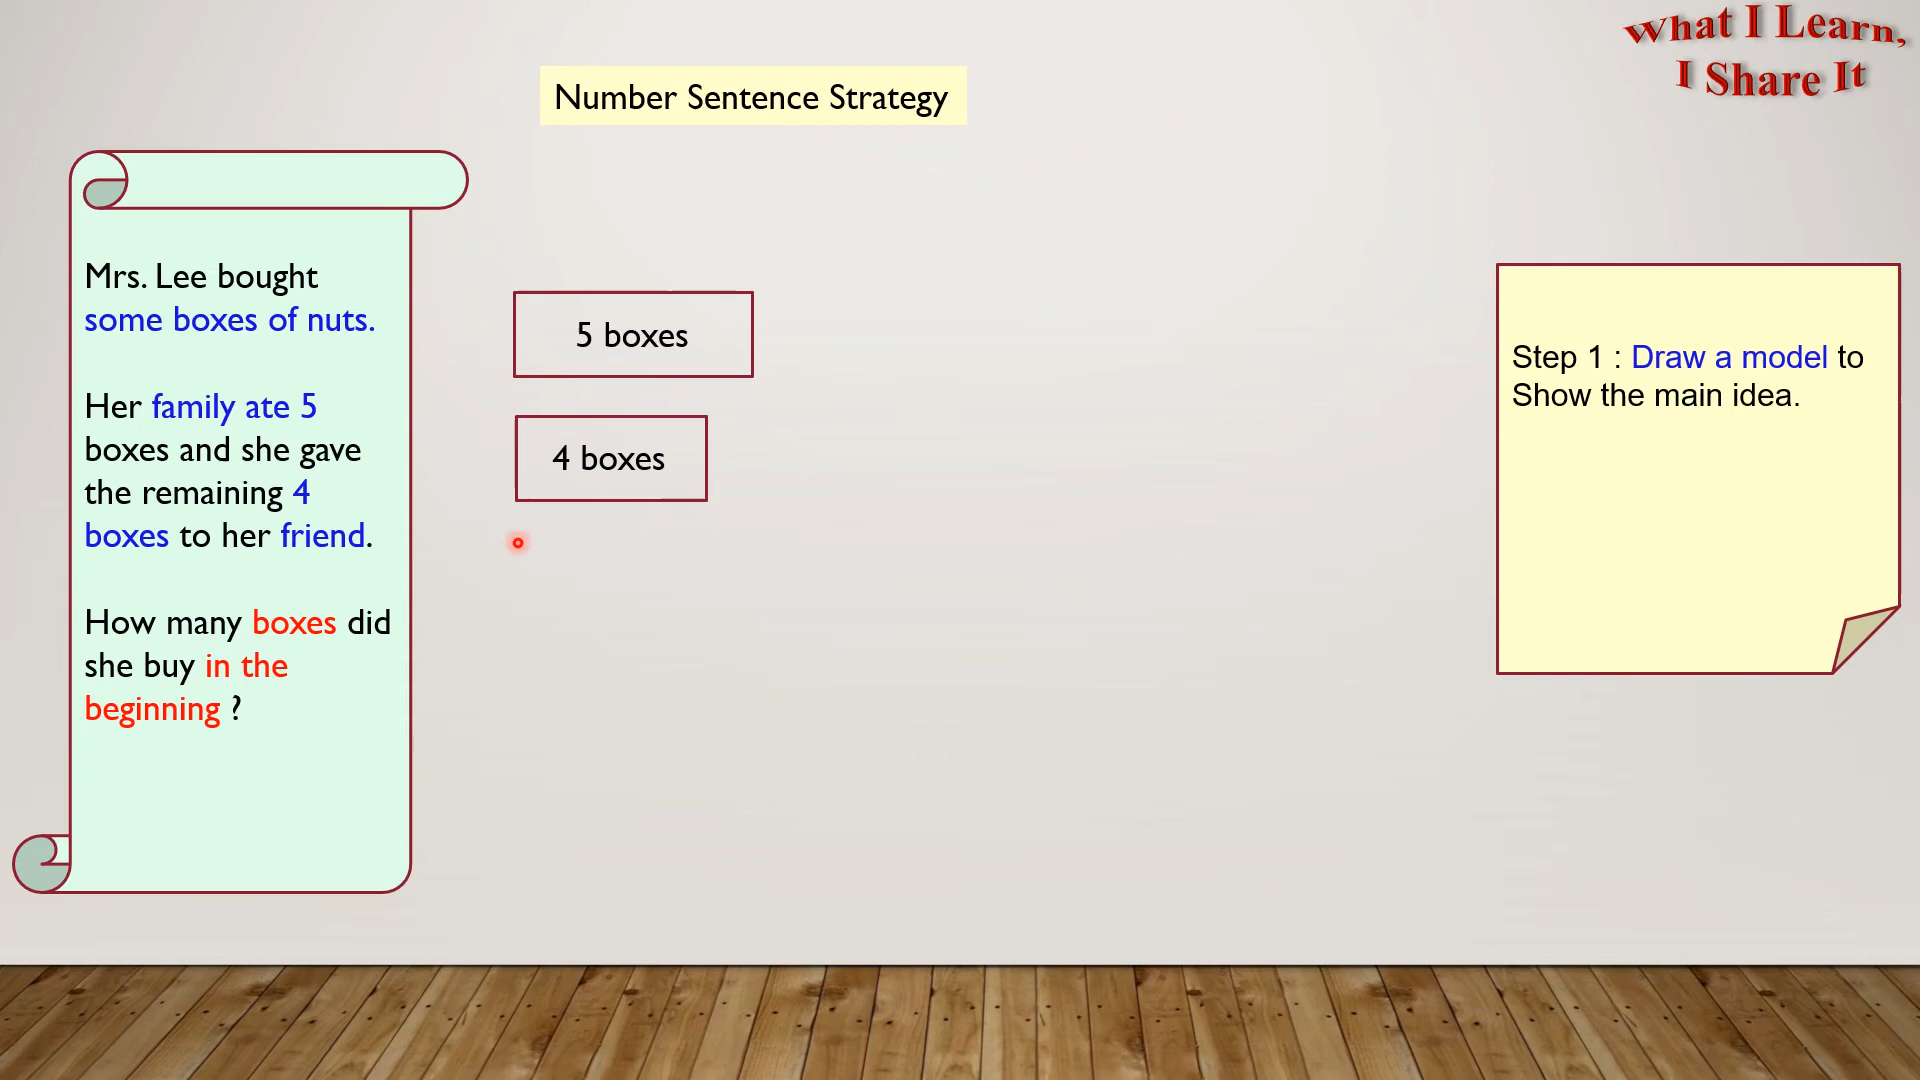 What I Learn,
I Share It
Number Sentence Strategy
Mrs. Lee bought
some boxes of nuts.
Her family ate 5
boxes and she gave
the remaining 4
boxes to her friend.
How many boxes did
she buy in the
beginning ?
5 boxes
4 boxes
Step 1 : Draw a model to
Show the main idea.